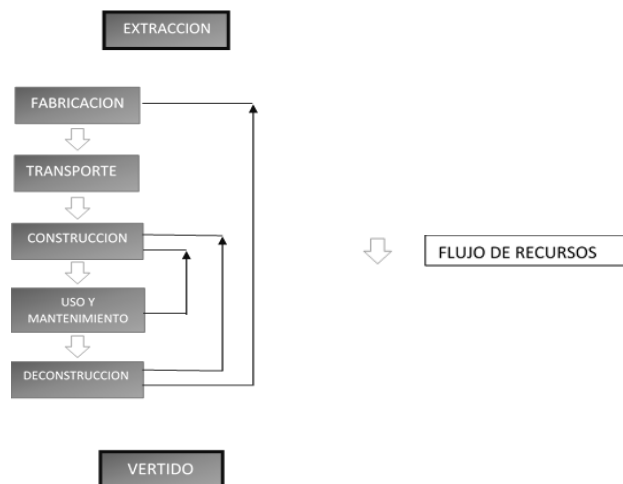 EXTRACCION
FABRICACION
TRANSPORTE
CONSTRUCCION
FLUJO DE RECURSOS
USO Y
MANTENIMIENTO
DECONSTRUCCION
VERTIDO